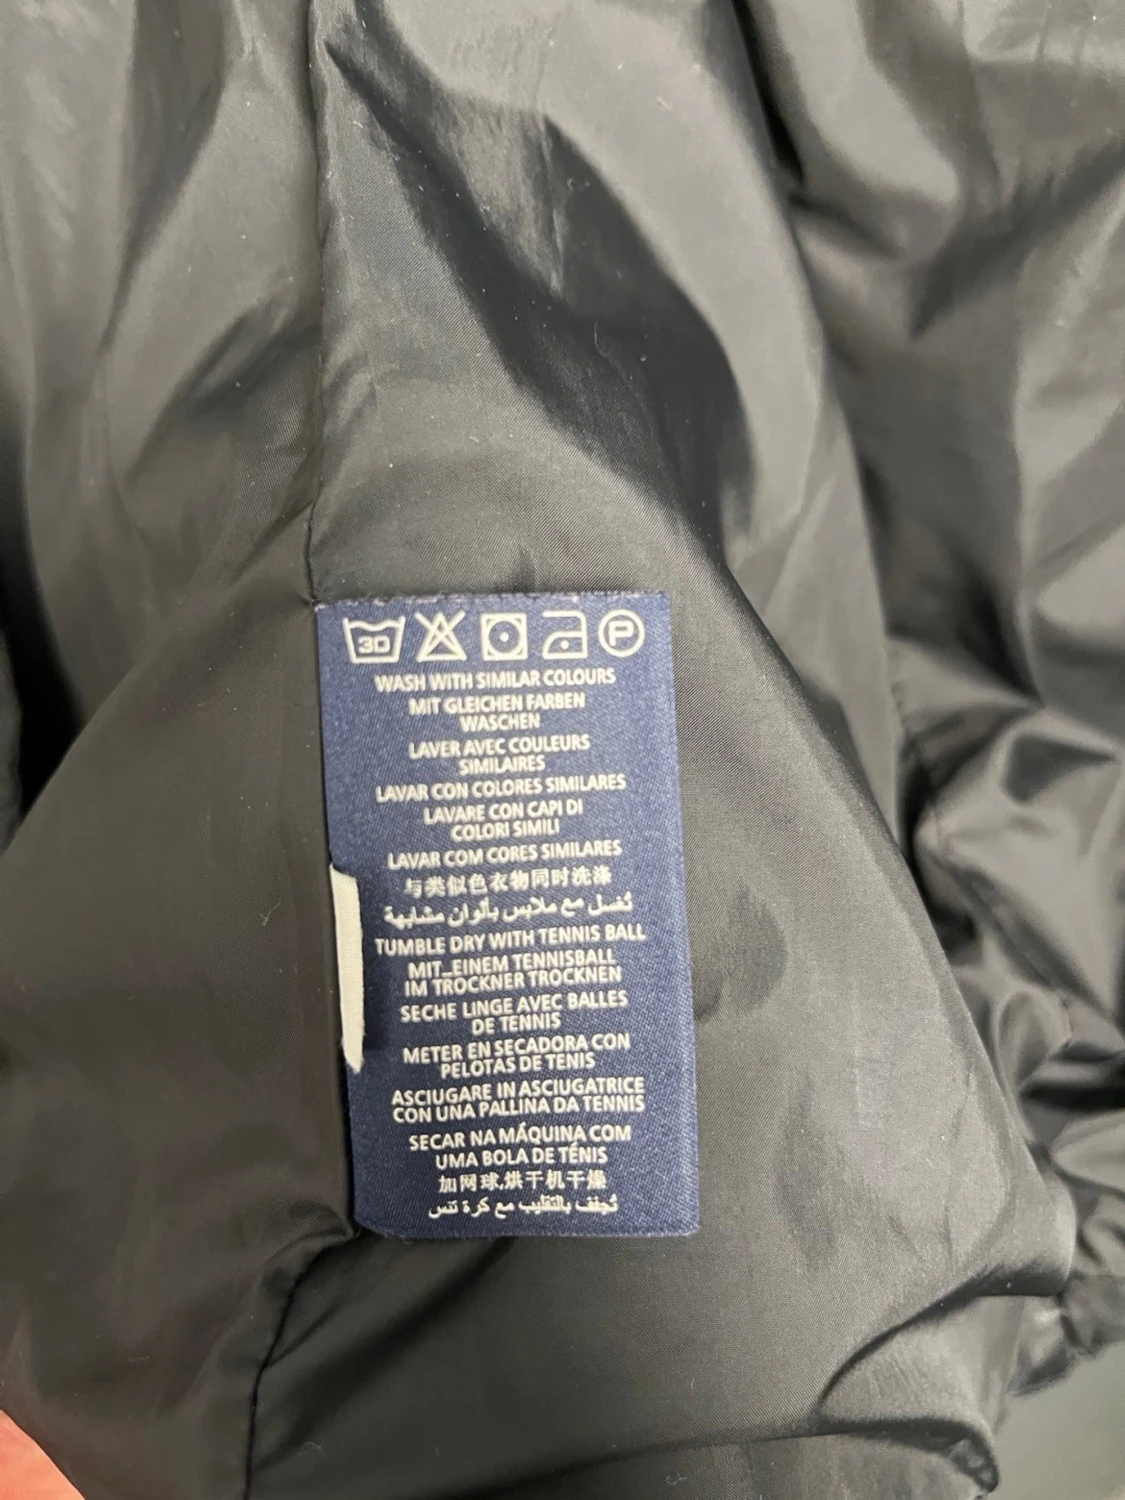 30 P
WASH WITH SIMILAR COLOURS
MIT GLEICHEN FARBEN
WASCHEN
LAVER AVEC COULEURS
SIMILAIRES
LAVAR CON COLORES SIMILARES
LAVARE CON CAPI DI
COLORI SIMILI
LAVAR COM CORES SIMILARES
与类似色衣物同时洗涤
تُغسل مع ملابس بألوان مشابهة
TUMBLE DRY WITH TENNIS BALL
MIT EINEM TENNISBALL
IM TROCKNER TROCKNEN
SECHE LINGE AVEC BALLES
DE TENNIS
METER EN SECADORA CON
PELOTAS DE TENIS
ASCIUGARE IN ASCIUGATRICE
CON UNA PALLINA DA TENNIS
SECAR NA MÁQUINA COM
UMA BOLA DE TÉNIS
加网球,烘干机干燥
تُجفف بالتقليب مع كرة تنس